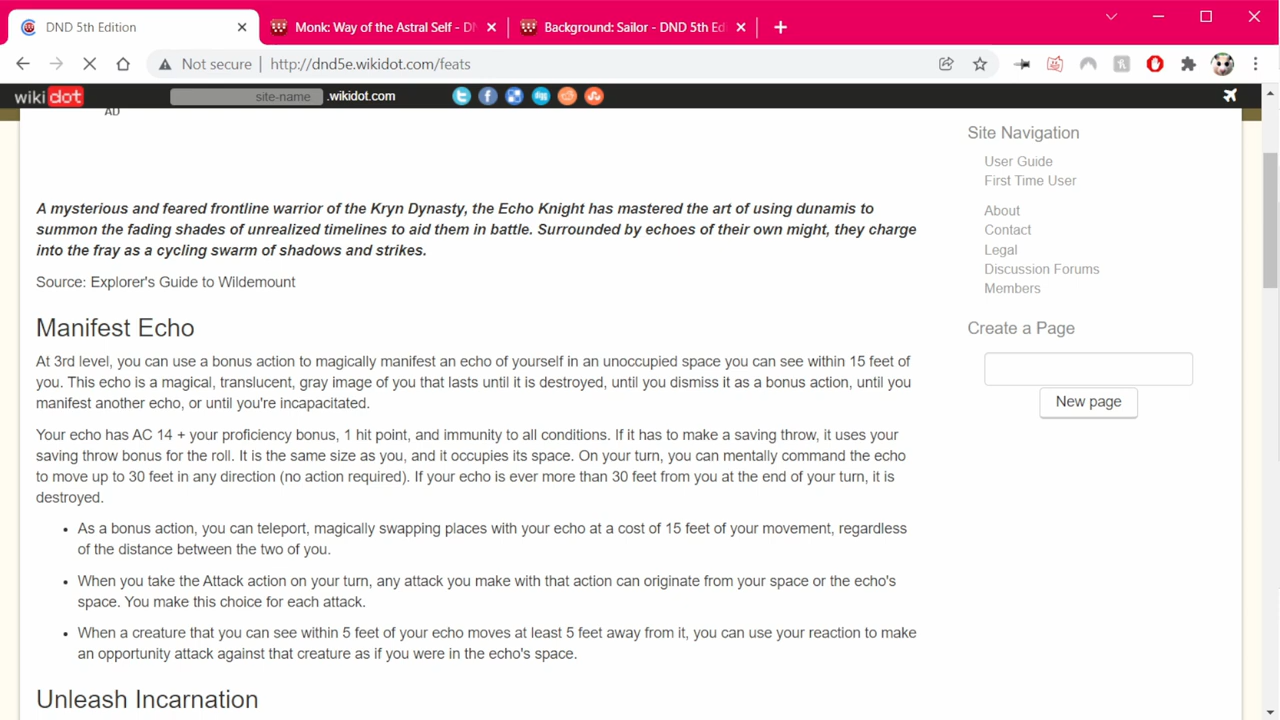 DND 5th Edition
Monk: Way of the Astral Self - DN
Background: Sailor - DND 5th Ed
Not secure
http://dnd5e.wikidot.com/feats
wikidot
site-name
.wikidot.com
AD
A mysterious and feared frontline warrior of the Kryn Dynasty, the Echo Knight has mastered the art of using dunamis to
summon the fading shades of unrealized timelines to aid them in battle. Surrounded by echoes of their own might, they charge
into the fray as a cycling swarm of shadows and strikes.
Source: Explorer's Guide to Wildemount
Manifest Echo
At 3rd level, you can use a bonus action to magically manifest an echo of yourself in an unoccupied space you can see within 15 feet of
you. This echo is a magical, translucent, gray image of you that lasts until it is destroyed, until you dismiss it as a bonus action, until you
manifest another echo, or until you're incapacitated.
Your echo has AC 14 + your proficiency bonus, 1 hit point, and immunity to all conditions. If it has to make a saving throw, it uses your
saving throw bonus for the roll. It is the same size as you, and it occupies its space. On your turn, you can mentally command the echo
to move up to 30 feet in any direction (no action required). If your echo is ever more than 30 feet from you at the end of your turn, it is
destroyed.
• As a bonus action, you can teleport, magically swapping places with your echo at a cost of 15 feet of your movement, regardless
of the distance between the two of you.
• When you take the Attack action on your turn, any attack you make with that action can originate from your space or the echo's
space. You make this choice for each attack.
• When a creature that you can see within 5 feet of your echo moves at least 5 feet away from it, you can use your reaction to make
an opportunity attack against that creature as if you were in the echo's space.
Unleash Incarnation
Site Navigation
User Guide
First Time User
About
Contact
Legal
Discussion Forums
Members
Create a Page
New page